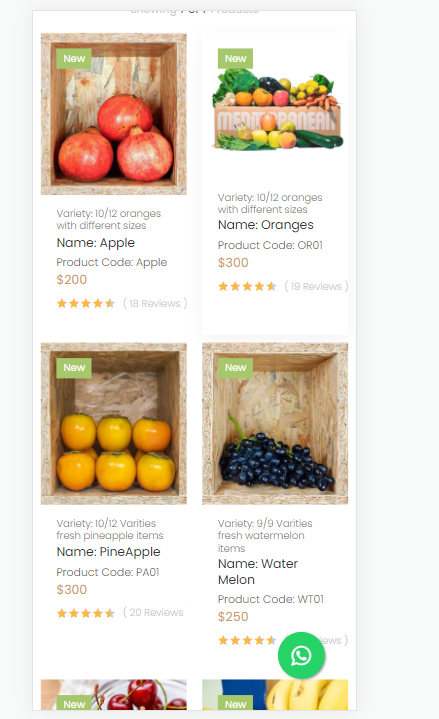 Showing 1 of 1 Products
New
Variety: 10/12 oranges
with different sizes
Name: Apple
Product Code: Apple
$200
( 18 Reviews )
New
MEDITERRANEAN
Variety: 10/12 oranges
with different sizes
Name: Oranges
Product Code: OR01
$300
( 19 Reviews )
New
Variety: 10/12 Varities
fresh pineapple items
Name: PineApple
Product Code: PA01
$300
( 20 Reviews
New
Variety: 9/9 Varities
fresh watermelon
items
Name: Water
Melon
Product Code: WT01
$250
ews )
New
New